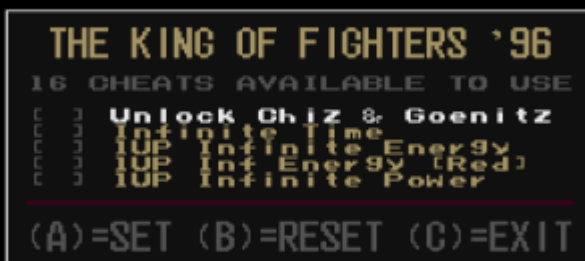 THE KING OF FIGHTERS '96
16 CHEATS AVAILABLE TO USE
[ ] Unlock Chiz & Goenitz
[ ] Infinite Time
[ ] 1UP Infinite Energy
[ ] 1UP Inf Energy [Red]
[ ] 1UP Infinite Power
(A)=SET (B)=RESET (C)=EXIT